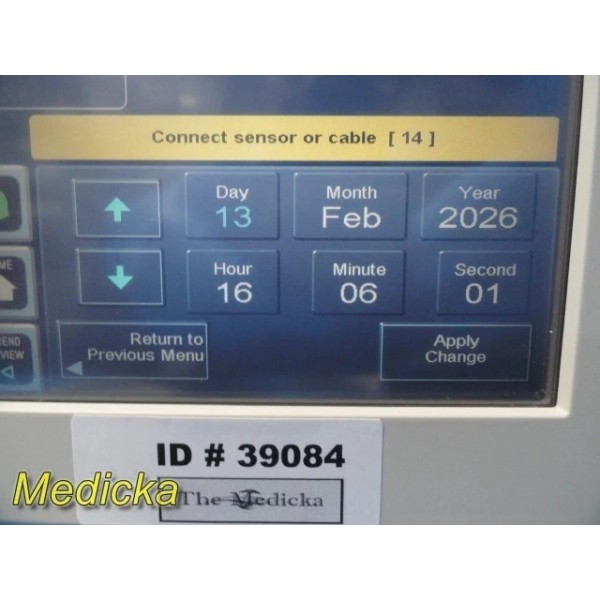 Connect sensor or cable [ 14 ]
Day
13
Month
Feb
Year
2026
Hour
16
Minute
06
Second
01
Return to
Previous Menu
Apply
Change
VIEW
ID # 39084
Medicka
The Medicka